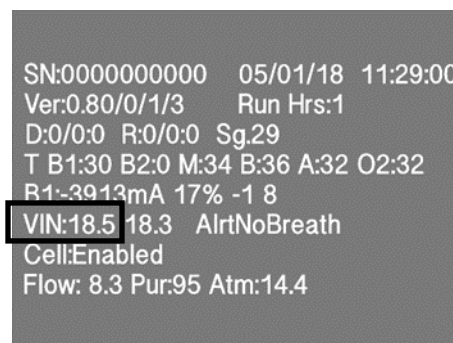 SN:0000000000 05/01/18 11:29:00
Ver:0.80/0/1/3 Run Hrs:1
D:0/0:0 R:0/0:0 Sg.29
T B1:30 B2:0 M:34 B:36 A:32 O2:32
B1:-3913mA 17% -1 8
VIN:18.5 18.3 AlrtNoBreath
Cell:Enabled
Flow: 8.3 Pur:95 Atm:14.4